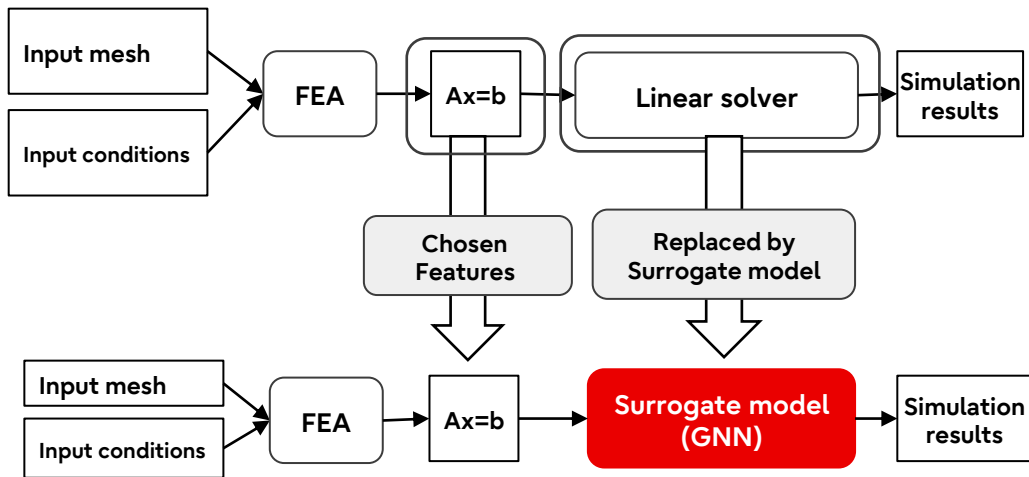 Input mesh
Input conditions
FEA
Ax=b
Linear solver
Simulation
results
Chosen
Features
Replaced by
Surrogate model
Input mesh
Input conditions
FEA
Ax=b
Surrogate model
(GNN)
Simulation
results